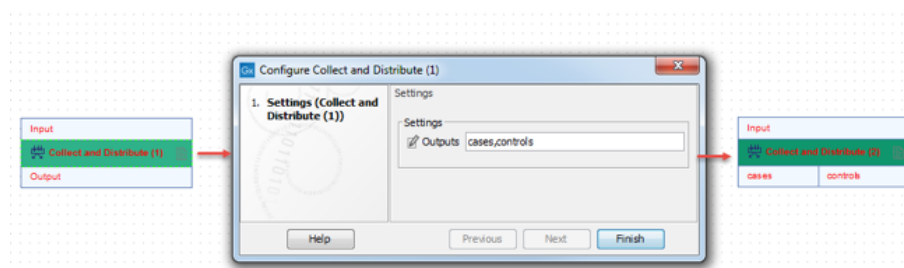 Configure Collect and Distribute (1)
1. Settings (Collect and
Distribute (1))
Settings
Settings
Outputs cases,controls
Help
Previous
Next
Finish
Input
Collect and Distribute (1)
Output
Input
Collect and Distribute (2)
cases
controls